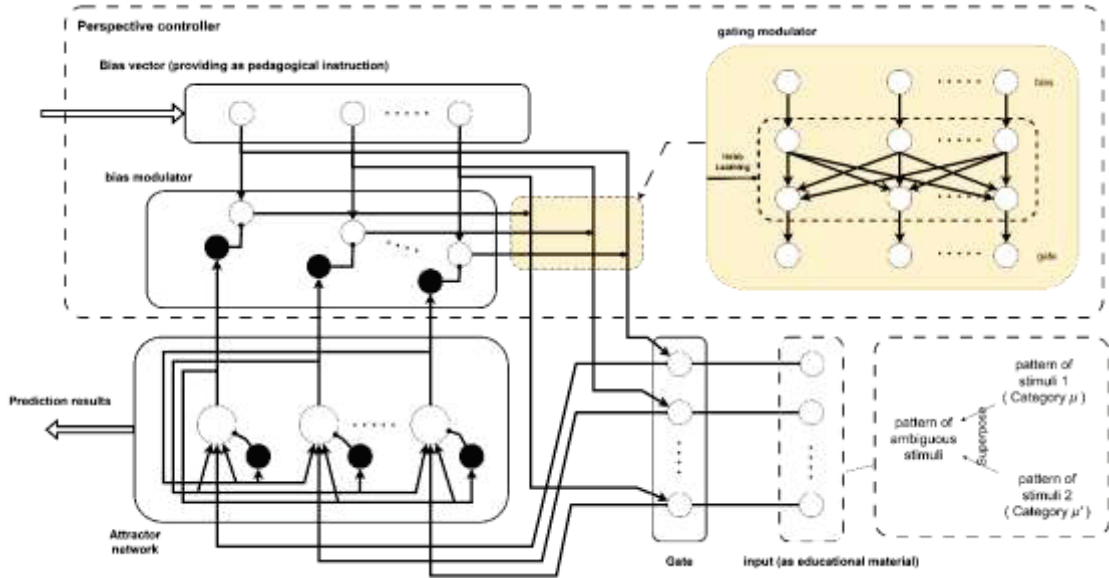 Perspective controller
gating modulator
Bias vector (providing as pedagogical instruction)
bias
Hebb
Learning
bias modulator
gate
pattern of
stimuli 1
( Category μ )
Prediction results
Superpose
pattern of
ambiguous
stimuli
pattern of
stimuli 2
( Category μ' )
Attractor
network
Gate
input (as educational material)